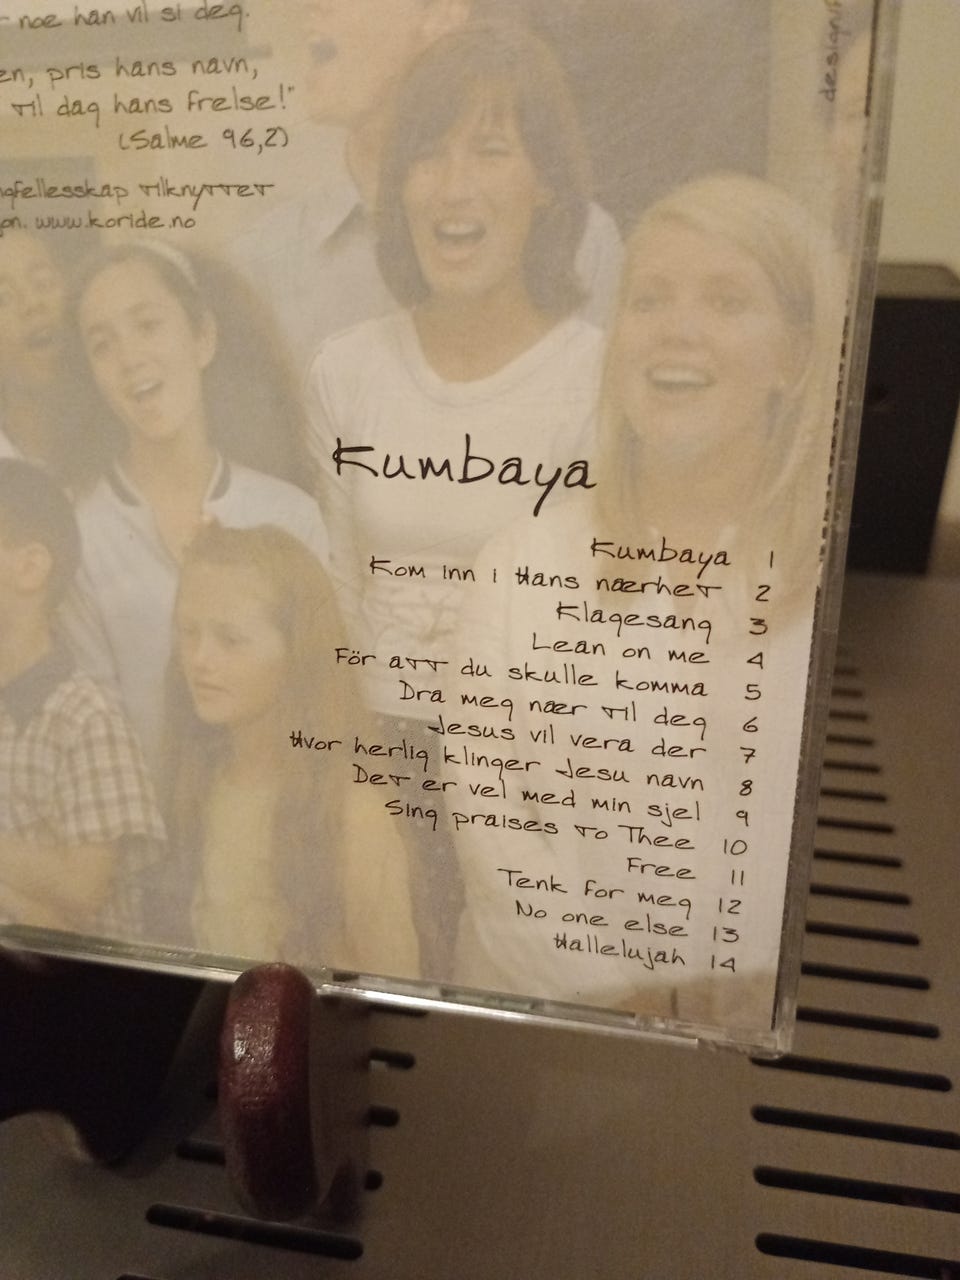 noe han vil si deg.
en, pris hans navn,
til dag hans frelse!"
(Salme 96,2)
ngfellesskap tilknyttet
on. www.koride.no
design:
Kumbaya
Kumbaya 1
Kom inn i Hans nærhet 2
Klagesang 3
Lean on me 4
För att du skulle komma 5
Dra meg nær til deg 6
Jesus vil vera der 7
Hvor herlig klinger Jesu navn 8
Det er vel med min sjel 9
Sing praises to Thee 10
Free 11
Tenk for meg 12
No one else 13
Hallelujah 14